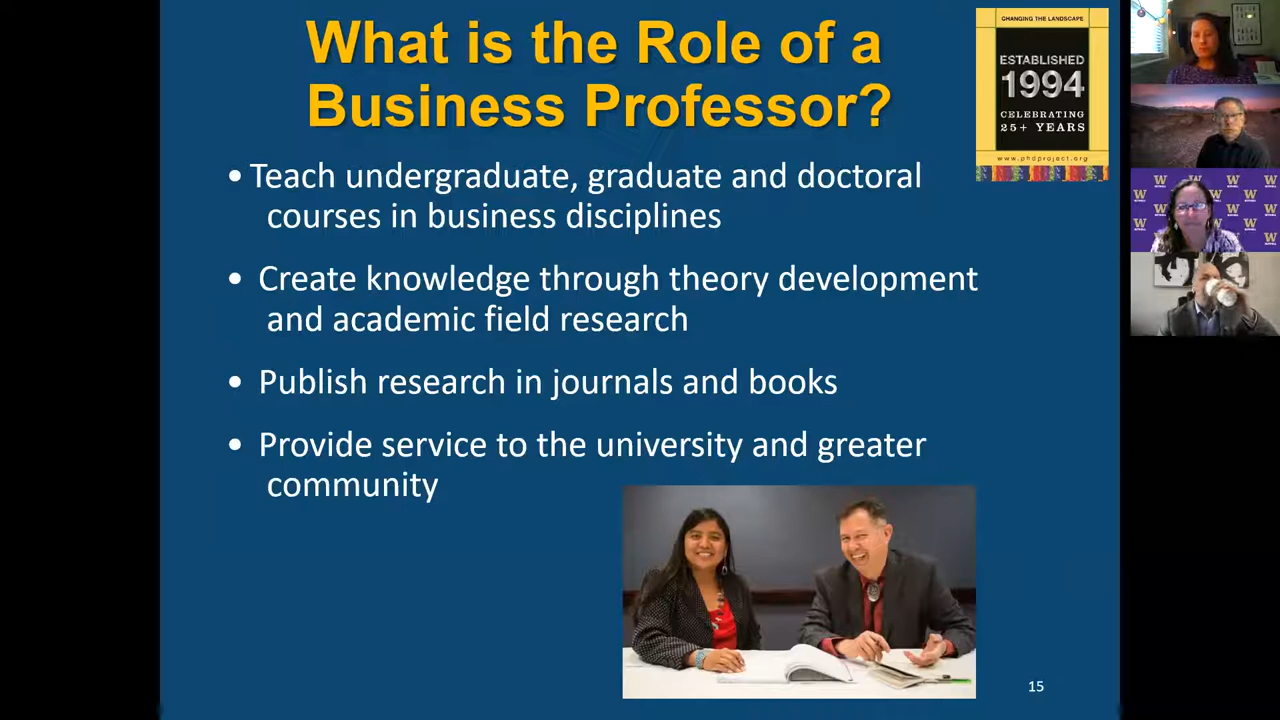 What is the Role of a
Business Professor?
• Teach undergraduate, graduate and doctoral
courses in business disciplines
• Create knowledge through theory development
and academic field research
• Publish research in journals and books
• Provide service to the university and greater
community
15
CHANGING THE LANDSCAPE
ESTABLISHED
1994
CELEBRATING
25+ YEARS
www.phdproject.org